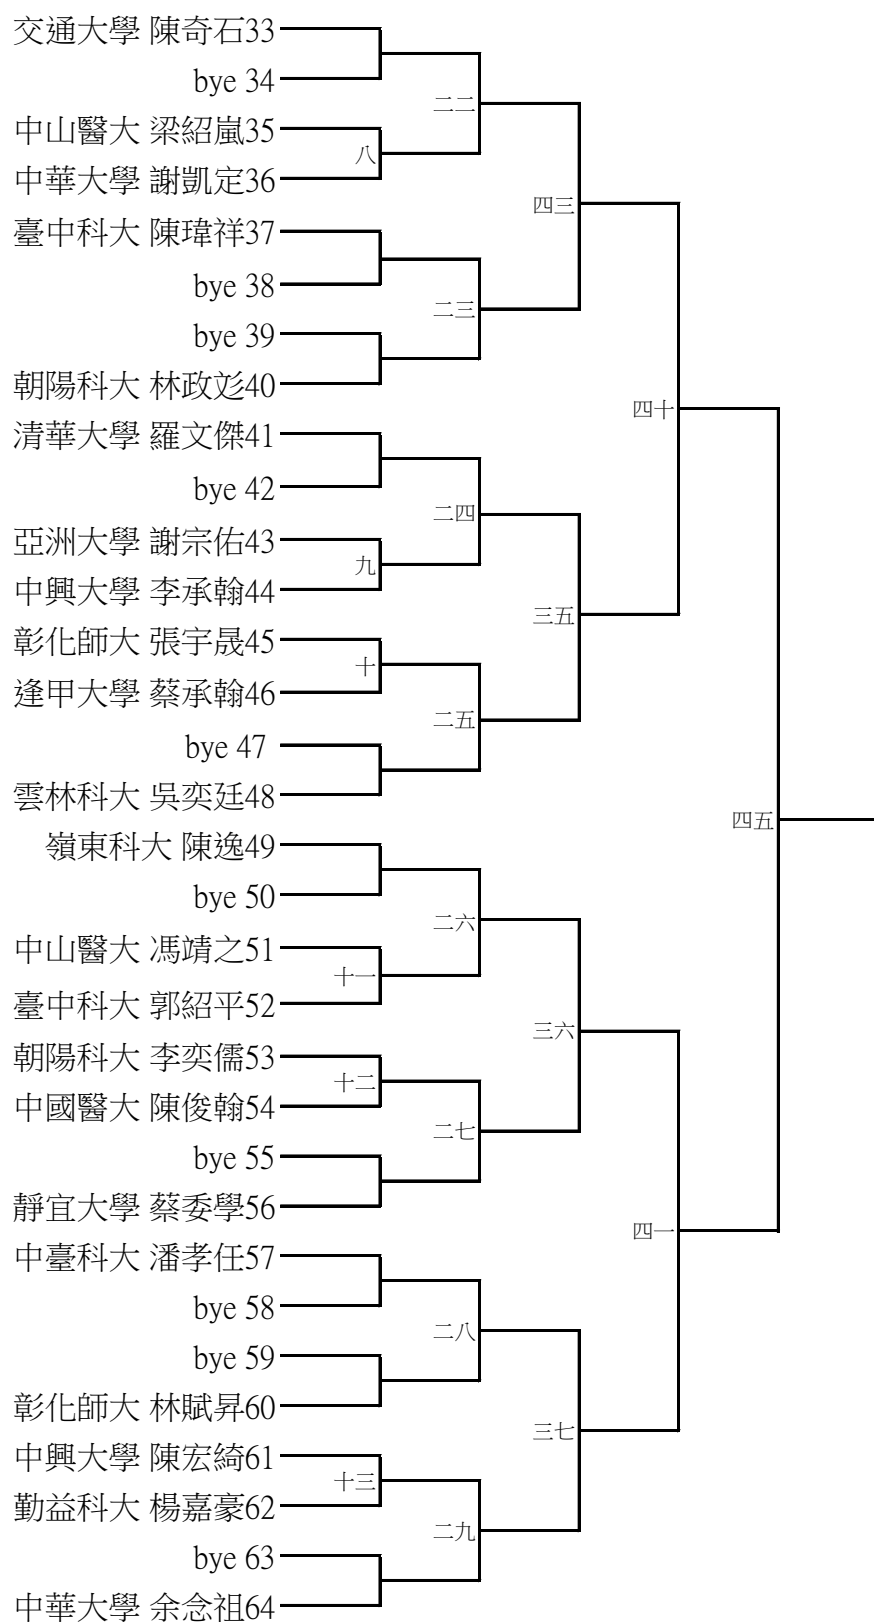 交通大學 陳奇石33
bye 34
二二
中山醫大 梁紹嵐35
八
中華大學 謝凱定36
四三
臺中科大 陳瑋祥37
bye 38
二三
bye 39
朝陽科大 林政彣40
四十
清華大學 羅文傑41
bye 42
二四
亞洲大學 謝宗佑43
九
中興大學 李承翰44
三五
彰化師大 張宇晟45
十
逢甲大學 蔡承翰46
二五
bye 47
雲林科大 吳奕廷48
四五
嶺東科大 陳逸49
bye 50
二六
中山醫大 馮靖之51
十一
臺中科大 郭紹平52
三六
朝陽科大 李奕儒53
十二
中國醫大 陳俊翰54
二七
bye 55
靜宜大學 蔡委學56
四一
中臺科大 潘孝任57
bye 58
二八
bye 59
彰化師大 林賦昇60
三七
中興大學 陳宏綺61
十三
勤益科大 楊嘉豪62
二九
bye 63
中華大學 余念祖64